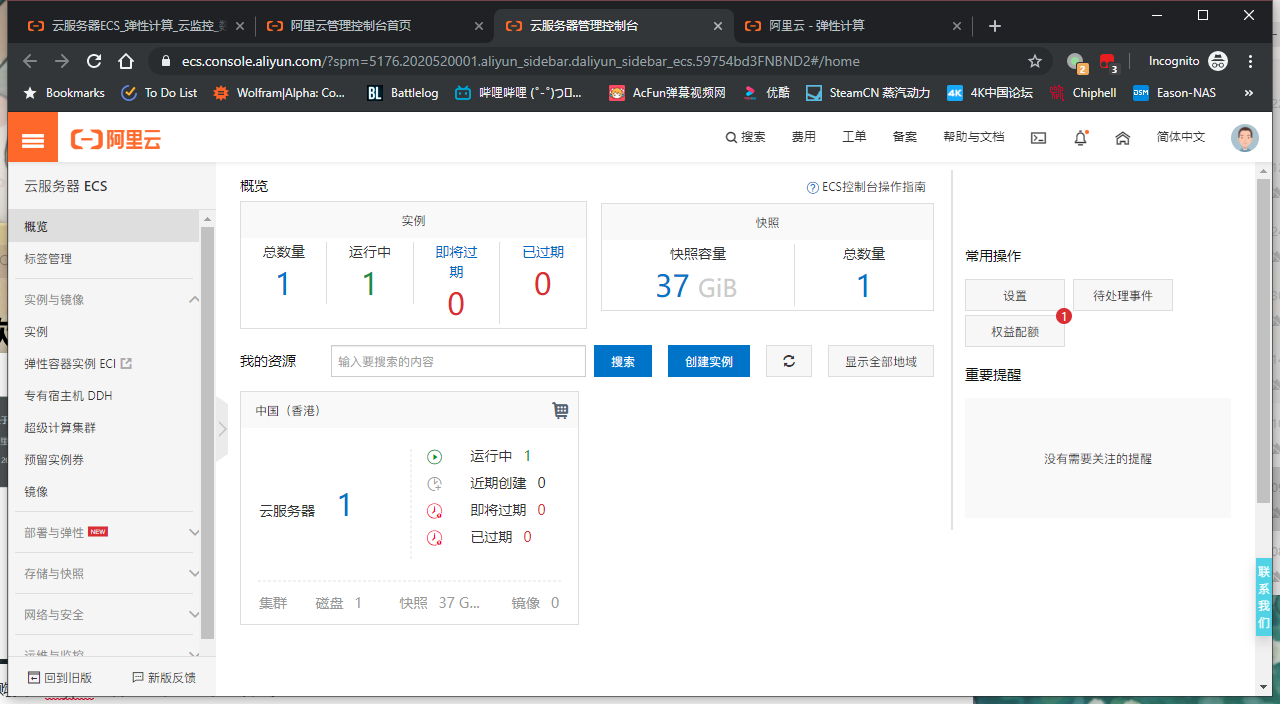 云服务器ECS_弹性计算_云监控_
阿里云管理控制台首页
云服务器管理控制台
阿里云 - 弹性计算
ecs.console.aliyun.com/?spm=5176.2020520001.aliyun_sidebar.daliyun_sidebar_ecs.59754bd3FNBND2#/home
2
3
Incognito
Bookmarks
To Do List
Wolfram|Alpha: Co...
BL Battlelog
哔哩哔哩 (゜-゜)つロ...
AcFun弹幕视频网
优酷
SteamCN 蒸汽动力
4K 4K中国论坛
Chiphell
DSM Eason-NAS
»
阿里云
搜索
费用
工单
备案
帮助与文档
简体中文
云服务器 ECS
概览
标签管理
实例与镜像
实例
弹性容器实例 ECI
专有宿主机 DDH
超级计算集群
预留实例券
镜像
部署与弹性 NEW
存储与快照
网络与安全
运维与监控
回到旧版
新版反馈
概览
ECS控制台操作指南
实例
总数量
1
运行中
1
即将过期
0
已过期
0
快照
快照容量
37 GiB
总数量
1
我的资源
输入要搜索的内容
搜索
创建实例
显示全部地域
中国（香港）
云服务器 1
运行中 1
近期创建 0
即将过期 0
已过期 0
集群
磁盘 1
快照 37 G...
镜像 0
常用操作
设置
待处理事件
权益配额
1
重要提醒
没有需要关注的提醒
联系我们